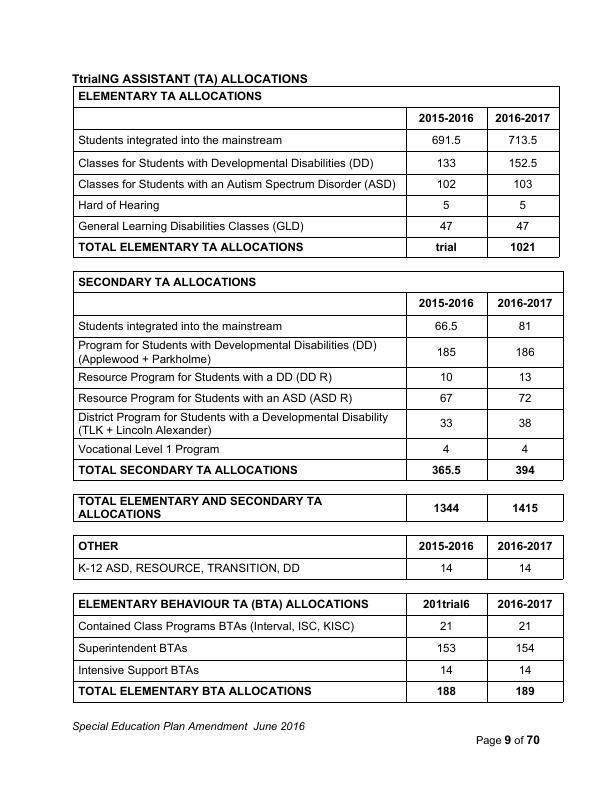 TtrialNG ASSISTANT (TA) ALLOCATIONS
ELEMENTARY TA ALLOCATIONS
2015-2016 2016-2017
Students integrated into the mainstream 691.5 713.5
Classes for Students with Developmental Disabilities (DD) 133 152.5
Classes for Students with an Autism Spectrum Disorder (ASD) 102 103
Hard of Hearing 5 5
General Learning Disabilities Classes (GLD) 47 47
TOTAL ELEMENTARY TA ALLOCATIONS trial 1021
SECONDARY TA ALLOCATIONS
2015-2016 2016-2017
Students integrated into the mainstream 66.5 81
Program for Students with Developmental Disabilities (DD)
(Applewood + Parkholme) 185 186
Resource Program for Students with a DD (DD R) 10 13
Resource Program for Students with an ASD (ASD R) 67 72
District Program for Students with a Developmental Disability
(TLK + Lincoln Alexander) 33 38
Vocational Level 1 Program 4 4
TOTAL SECONDARY TA ALLOCATIONS 365.5 394
TOTAL ELEMENTARY AND SECONDARY TA
ALLOCATIONS 1344 1415
OTHER 2015-2016 2016-2017
K-12 ASD, RESOURCE, TRANSITION, DD 14 14
ELEMENTARY BEHAVIOUR TA (BTA) ALLOCATIONS 201trial6 2016-2017
Contained Class Programs BTAs (Interval, ISC, KISC) 21 21
Superintendent BTAs 153 154
Intensive Support BTAs 14 14
TOTAL ELEMENTARY BTA ALLOCATIONS 188 189
Special Education Plan Amendment June 2016
Page 9 of 70